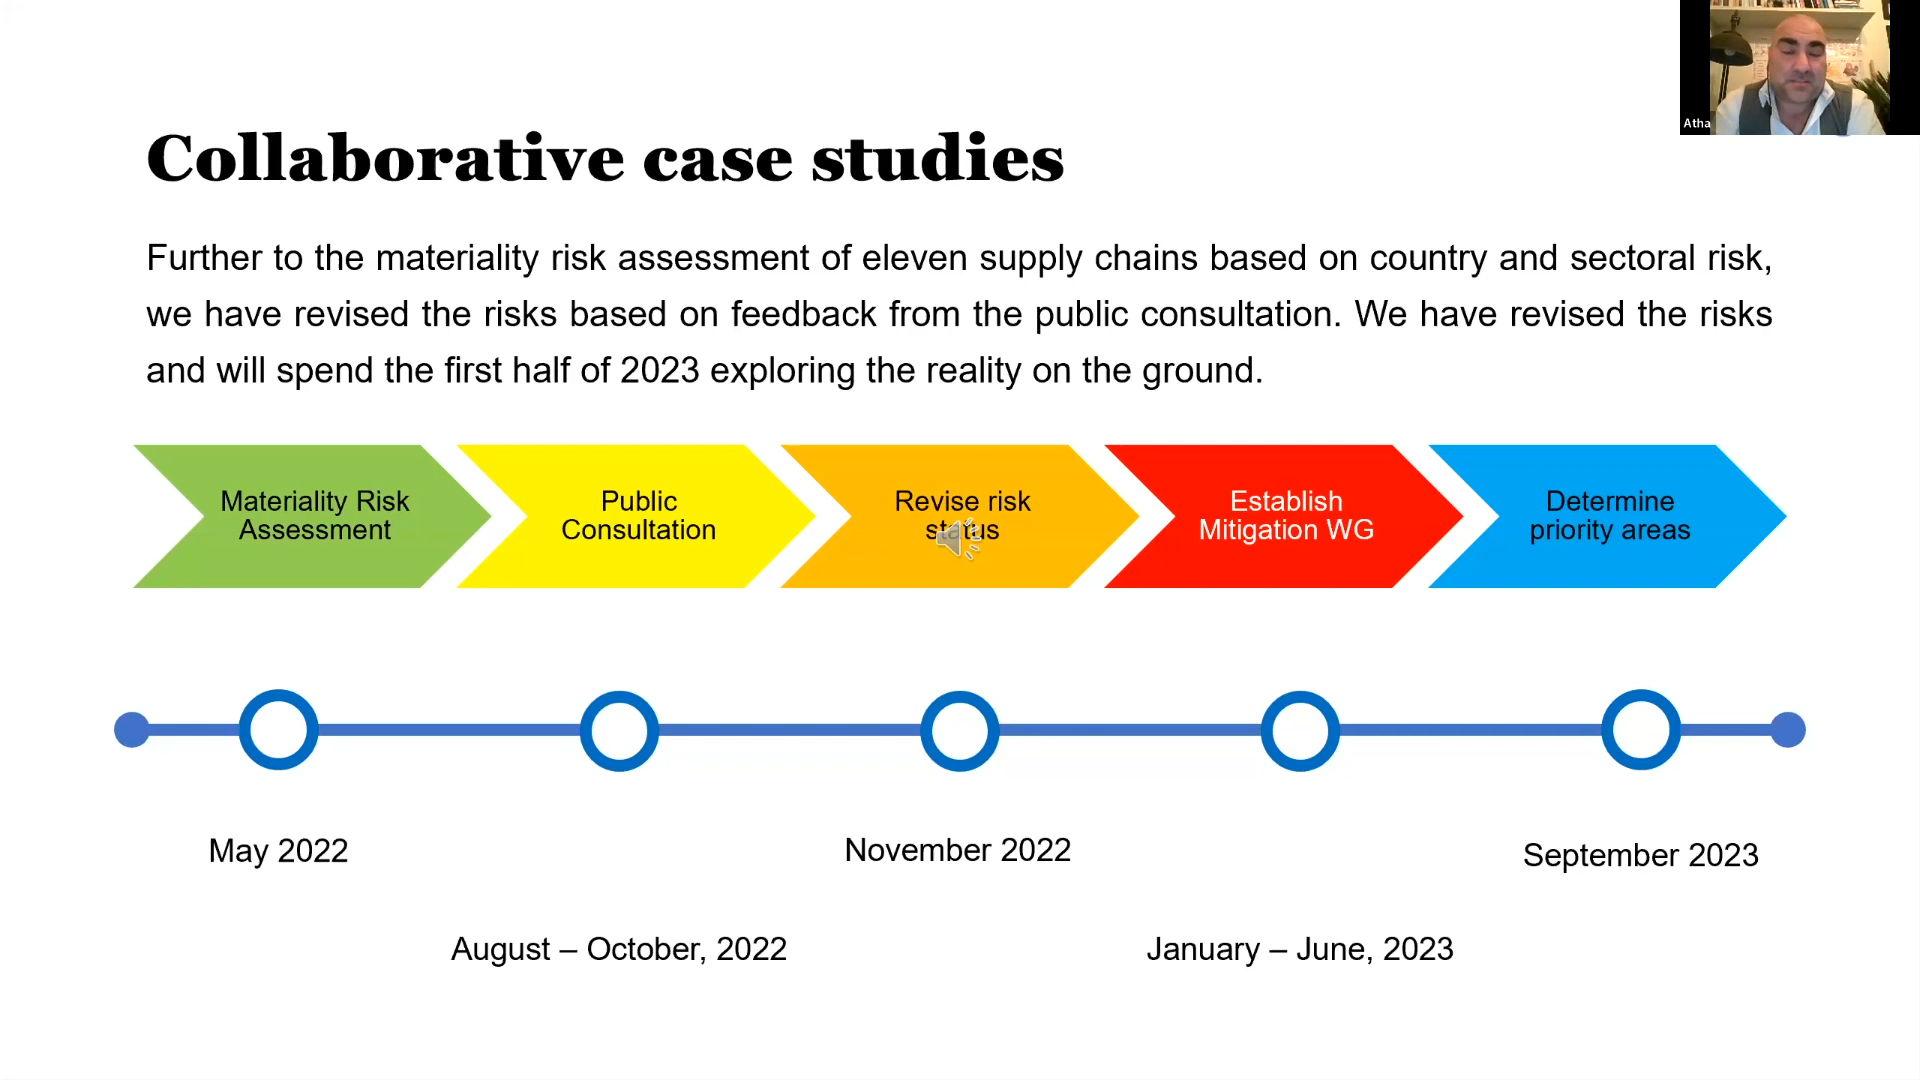 Atha
Collaborative case studies
Further to the materiality risk assessment of eleven supply chains based on country and sectoral risk,
we have revised the risks based on feedback from the public consultation. We have revised the risks
and will spend the first half of 2023 exploring the reality on the ground.
Materiality Risk
Assessment
Public
Consultation
Revise risk
status
Establish
Mitigation WG
Determine
priority areas
May 2022
November 2022
September 2023
August – October, 2022
January – June, 2023